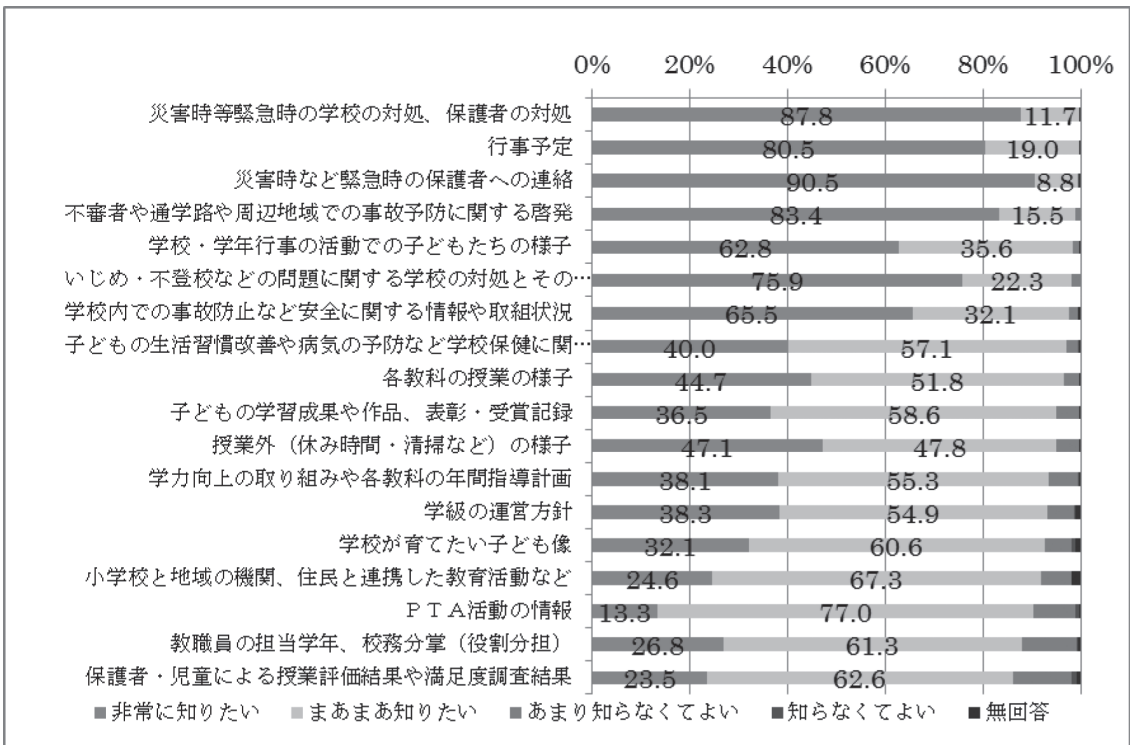 0% 20% 40% 60% 80% 100%
災害時等緊急時の学校の対処、保護者の対処 87.8 11.7
行事予定 80.5 19.0
災害時など緊急時の保護者への連絡 90.5 8.8
不審者や通学路や周辺地域での事故予防に関する啓発 83.4 15.5
学校・学年行事の活動での子どもたちの様子 62.8 35.6
いじめ・不登校などの問題に関する学校の対処とその… 75.9 22.3
学校内での事故防止など安全に関する情報や取組状況 65.5 32.1
子どもの生活習慣改善や病気の予防など学校保健に関… 40.0 57.1
各教科の授業の様子 44.7 51.8
子どもの学習成果や作品、表彰・受賞記録 36.5 58.6
授業外（休み時間・清掃など）の様子 47.1 47.8
学力向上の取り組みや各教科の年間指導計画 38.1 55.3
学級の運営方針 38.3 54.9
学校が育てたい子ども像 32.1 60.6
小学校と地域の機関、住民と連携した教育活動など 24.6 67.3
ＰＴＡ活動の情報 13.3 77.0
教職員の担当学年、校務分掌（役割分担） 26.8 61.3
保護者・児童による授業評価結果や満足度調査結果 23.5 62.6
■非常に知りたい ■まあまあ知りたい ■あまり知らなくてよい ■知らなくてよい ■無回答